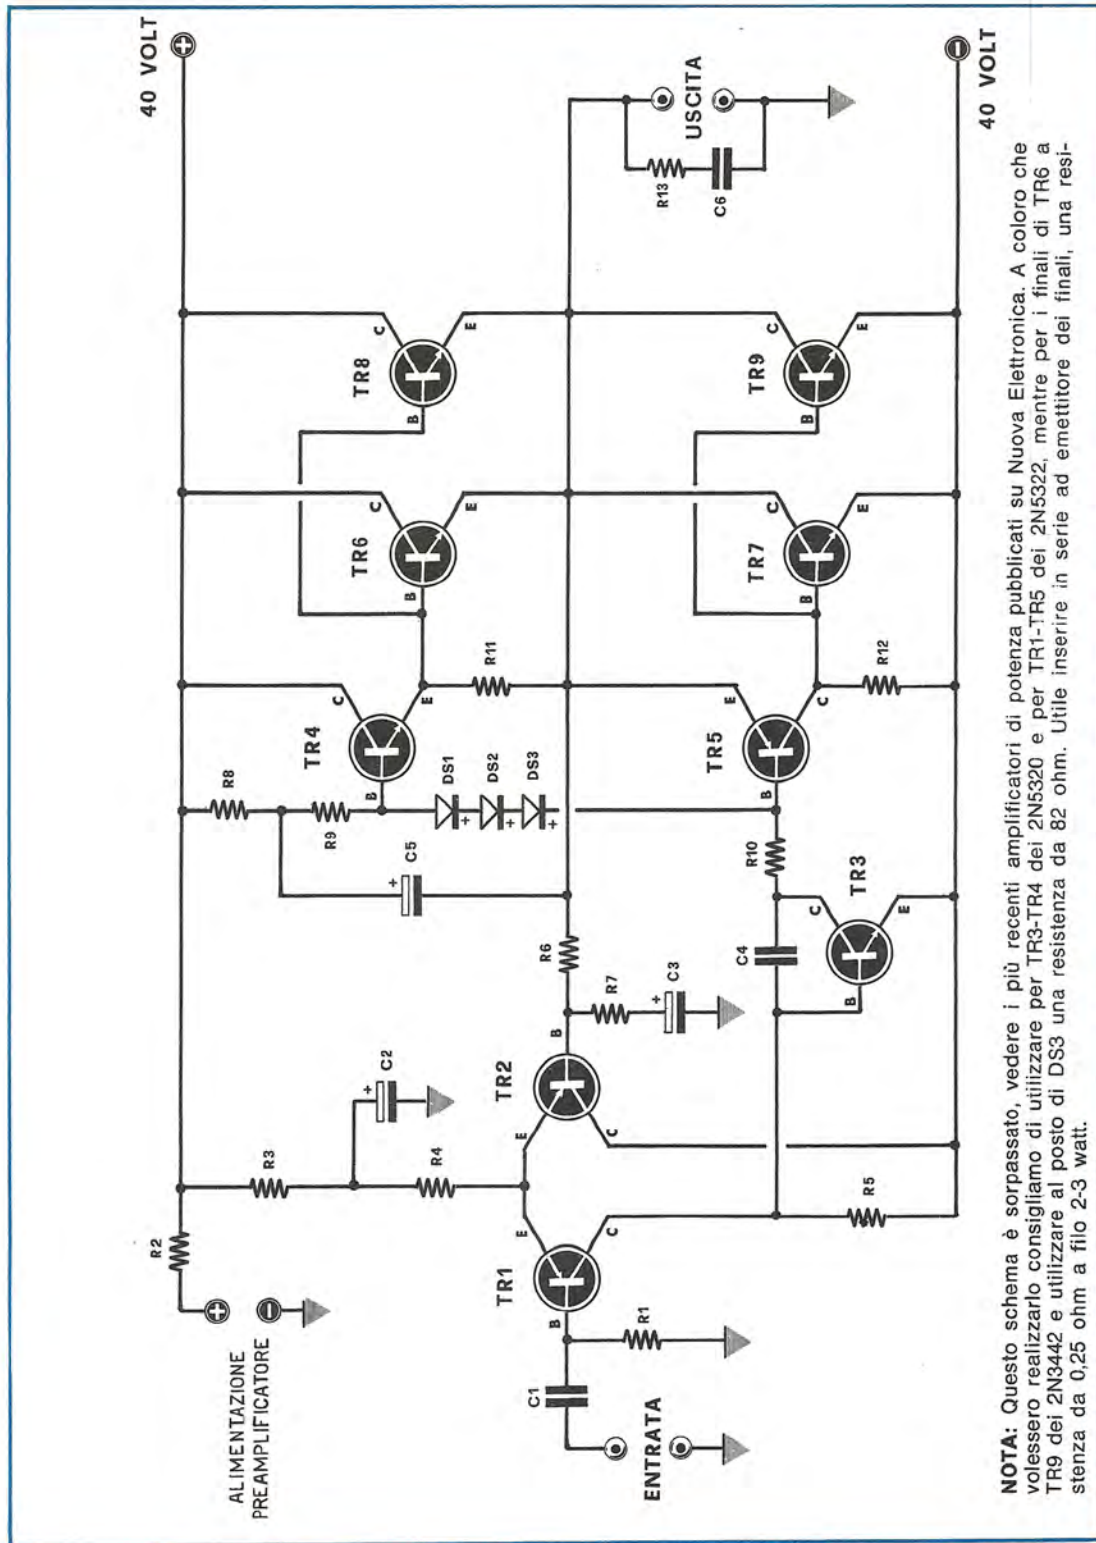 40 VOLT
+
R2
ALIMENTAZIONE
PREAMPLIFICATORE
+
-
R3
C2
+
R4
R8
R9
C5
+
TR4
B
C
E
DS1
+
DS2
+
DS3
+
R11
TR6
B
C
E
TR8
B
C
E
ENTRATA
C1
R1
TR1
B
E
C
TR2
E
C
B
R6
R7
C3
+
R13
C6
USCITA
R5
C4
R10
TR3
B
C
E
TR5
B
E
C
R12
TR7
B
C
E
TR9
B
C
E
-
40 VOLT
NOTA: Questo schema è sorpassato, vedere i più recenti amplificatori di potenza pubblicati su Nuova Elettronica. A coloro che
volessero realizzarlo consigliamo di utilizzare per TR3-TR4 dei 2N5320 e per TR1-TR5 dei 2N5322, mentre per i finali di TR6 a
TR9 dei 2N3442 e utilizzare al posto di DS3 una resistenza da 82 ohm. Utile inserire in serie ad emettitore dei finali, una resi-
stenza da 0,25 ohm a filo 2-3 watt.